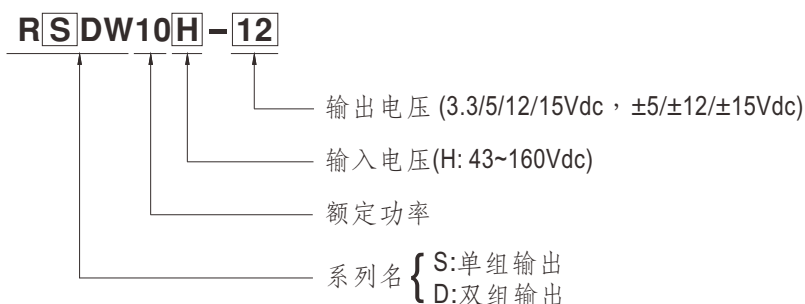 RSDW10H-12
输出电压 (3.3/5/12/15Vdc，±5/±12/±15Vdc)
输入电压(H: 43~160Vdc)
额定功率
系列名{S:单组输出
D:双组输出